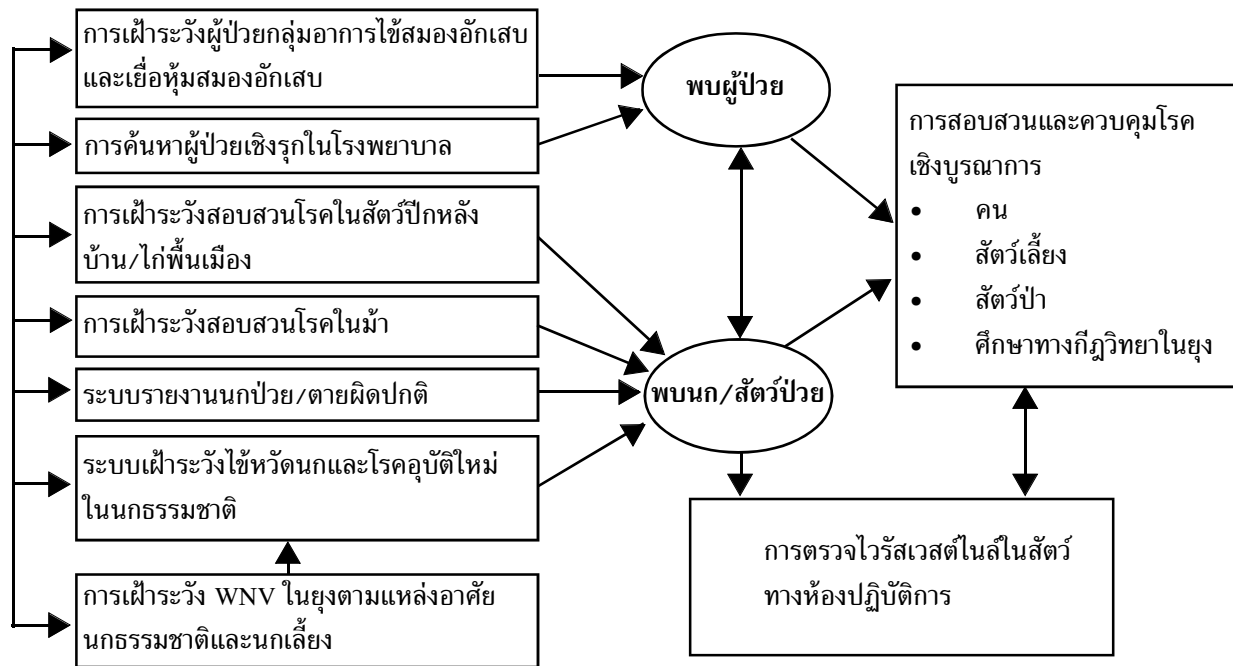 การเฝ้าระวังผู้ป่วยกลุ่มอาการไข้สมองอักเสบ
และเยื่อหุ้มสมองอักเสบ
การค้นหาผู้ป่วยเชิงรุกในโรงพยาบาล
การเฝ้าระวังสอบสวนโรคในสัตว์ปีกหลัง
บ้าน/ไก่พื้นเมือง
การเฝ้าระวังสอบสวนโรคในม้า
ระบบรายงานนกป่วย/ตายผิดปกติ
ระบบเฝ้าระวังไข้หวัดนกและโรคอุบัติใหม่
ในนกธรรมชาติ
การเฝ้าระวัง WNV ในยุงตามแหล่งอาศัย
นกธรรมชาติและนกเลี้ยง
พบผู้ป่วย
พบนก/สัตว์ป่วย
การสอบสวนและควบคุมโรค
เชิงบูรณาการ
• คน
• สัตว์เลี้ยง
• สัตว์ป่า
• ศึกษาทางกีฏวิทยาในยุง
การตรวจไวรัสเวสต์ไนล์ในสัตว์
ทางห้องปฏิบัติการ